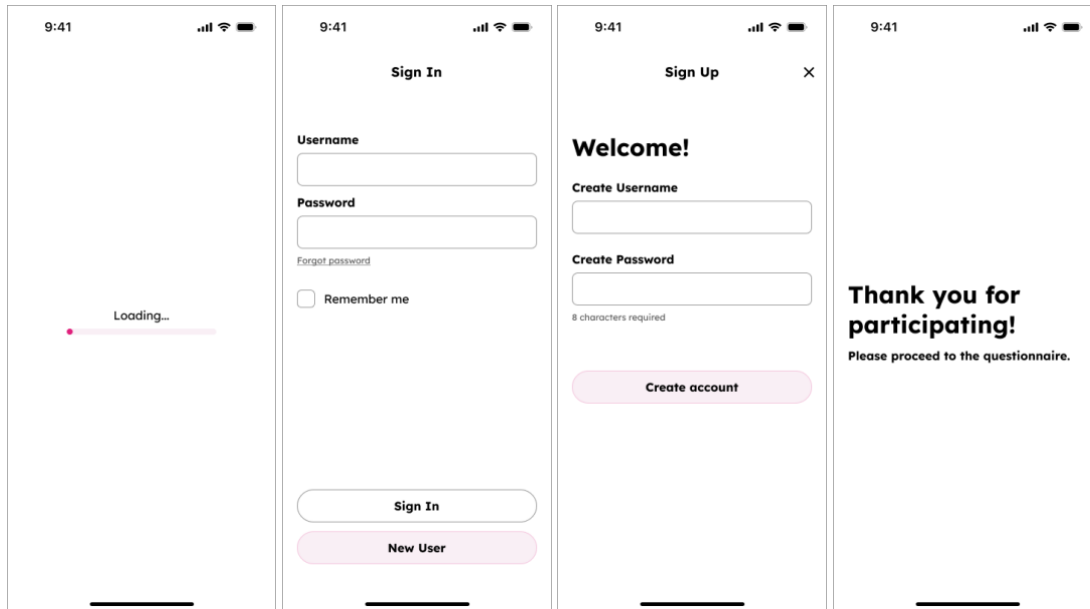 9:41
Loading...
9:41
Sign In
Username
Password
Forgot password
Remember me
Sign In
New User
9:41
Sign Up
Welcome!
Create Username
Create Password
8 characters required
Create account
9:41
Thank you for
participating!
Please proceed to the questionnaire.